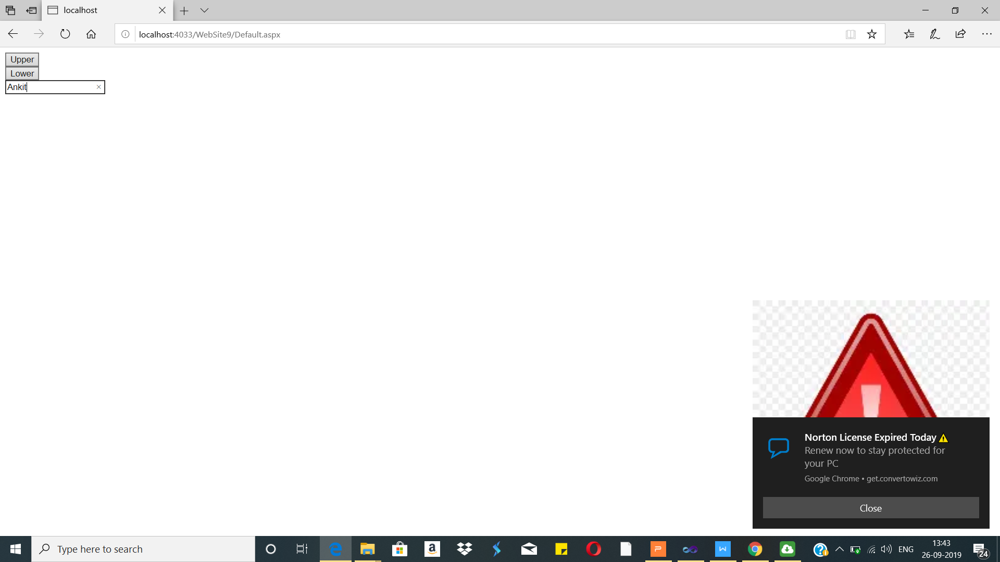 localhost
localhost:4033/WebSite9/Default.aspx
Upper
Lower
Ankit
Norton License Expired Today
Renew now to stay protected for
your PC
Google Chrome • get.convertowiz.com
Close
Type here to search
ENG
13:43
26-09-2019
24